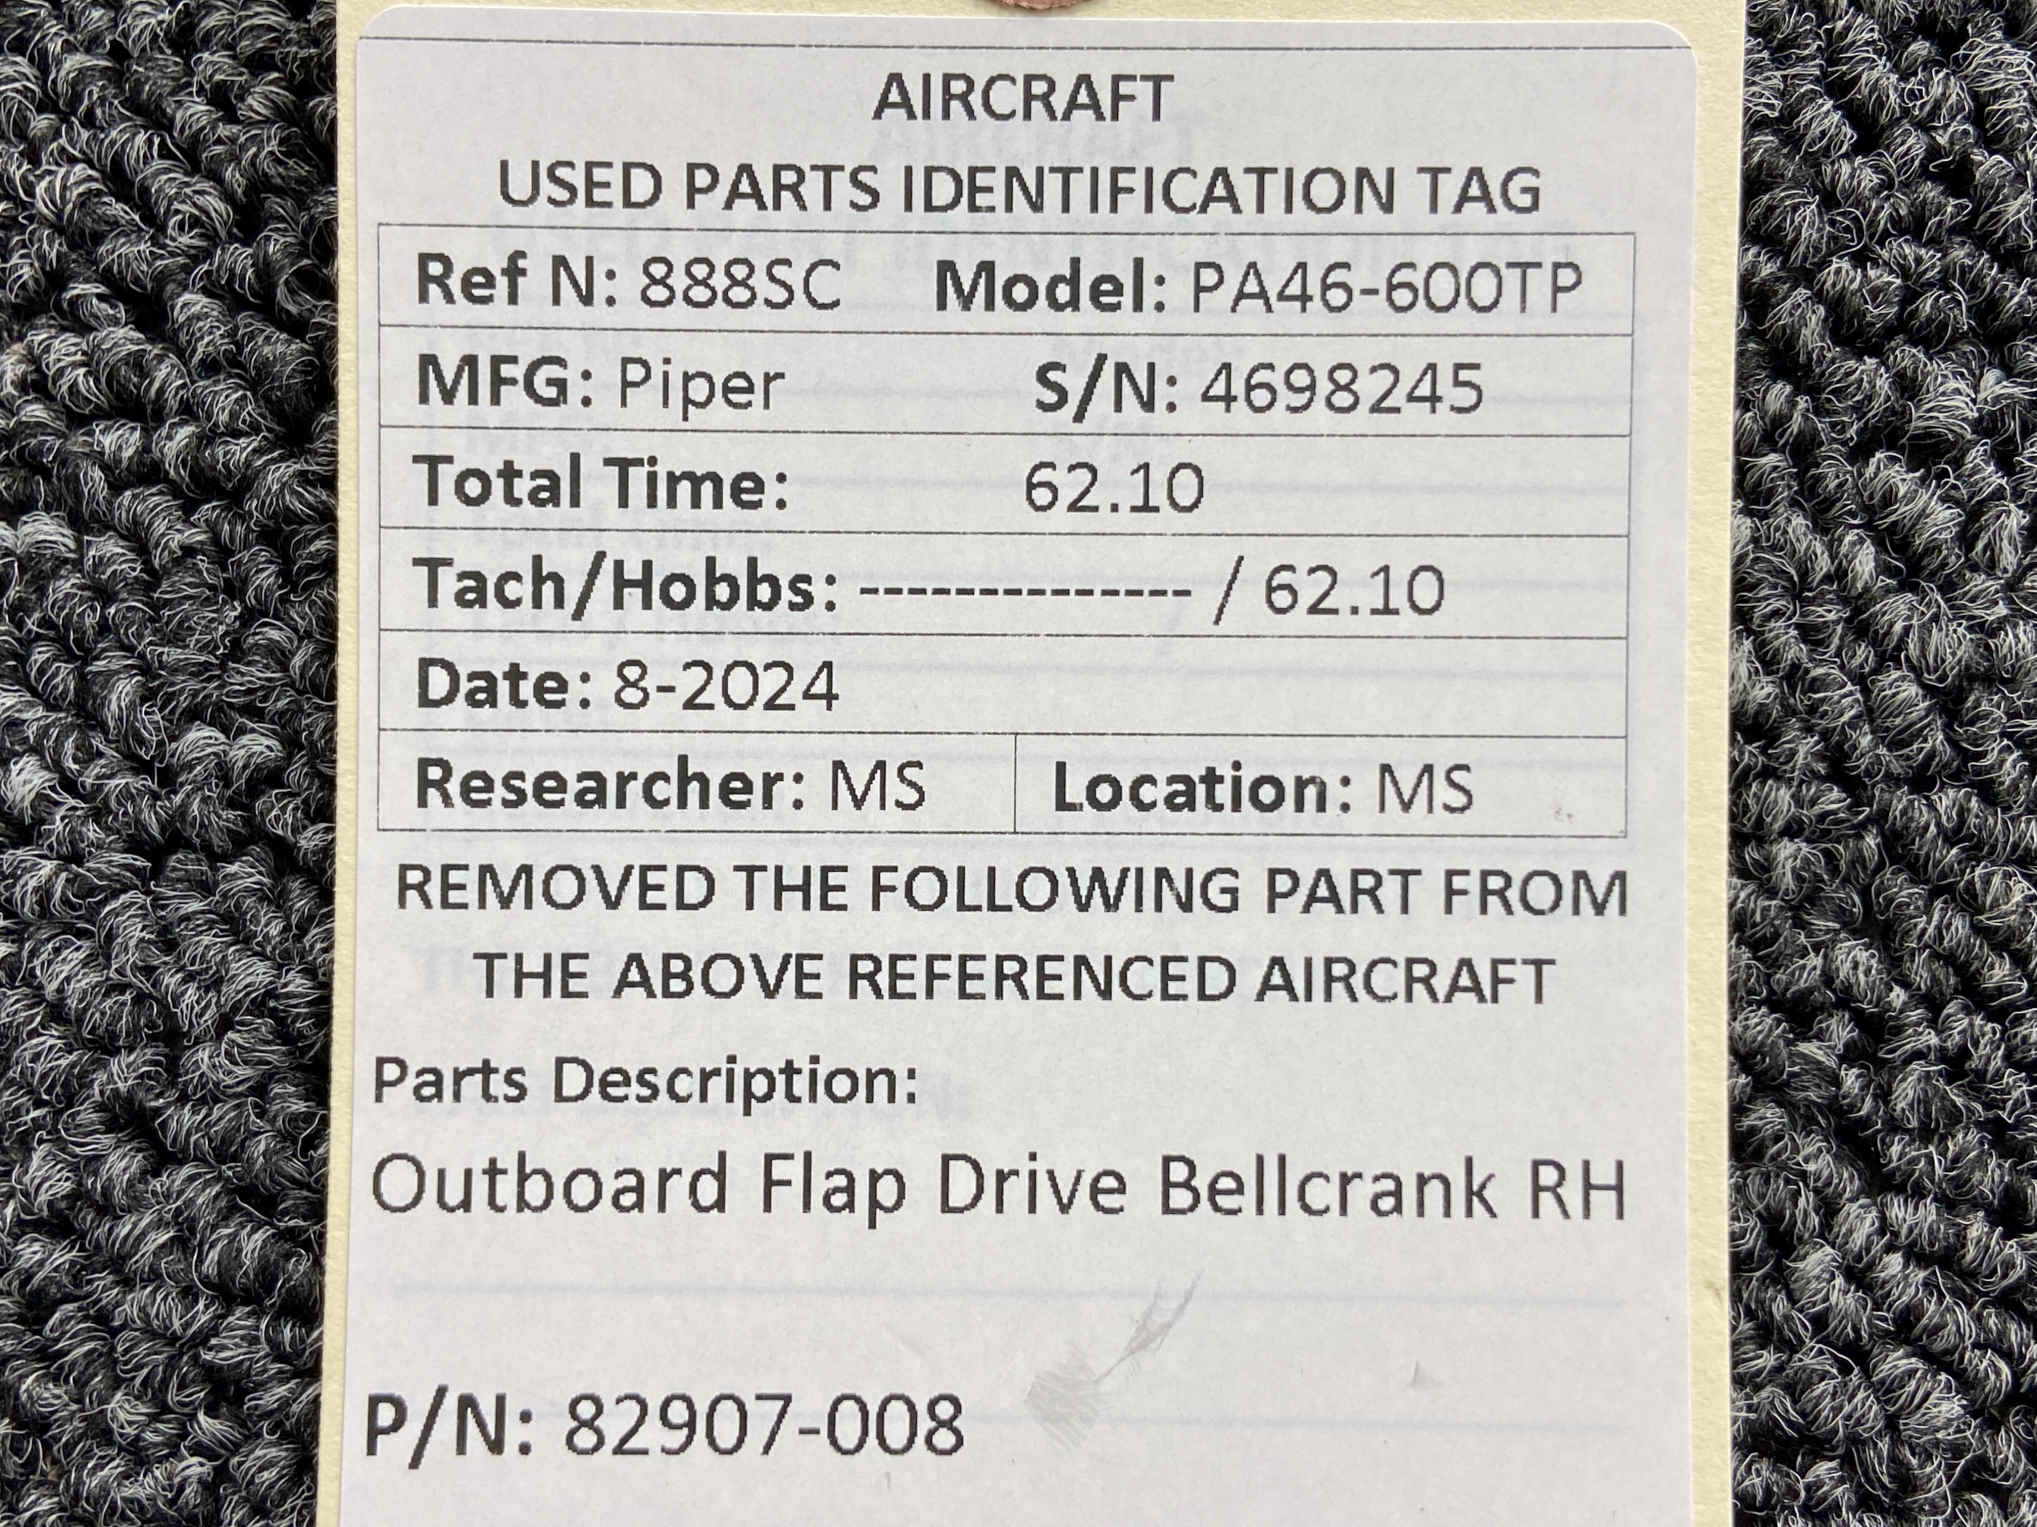 AIRCRAFT
USED PARTS IDENTIFICATION TAG
Ref N: 888SC Model: PA46-600TP
MFG: Piper S/N: 4698245
Total Time: 62.10
Tach/Hobbs: -------------- / 62.10
Date: 8-2024
Researcher: MS Location: MS
REMOVED THE FOLLOWING PART FROM
THE ABOVE REFERENCED AIRCRAFT
Parts Description:
Outboard Flap Drive Bellcrank RH
P/N: 82907-008